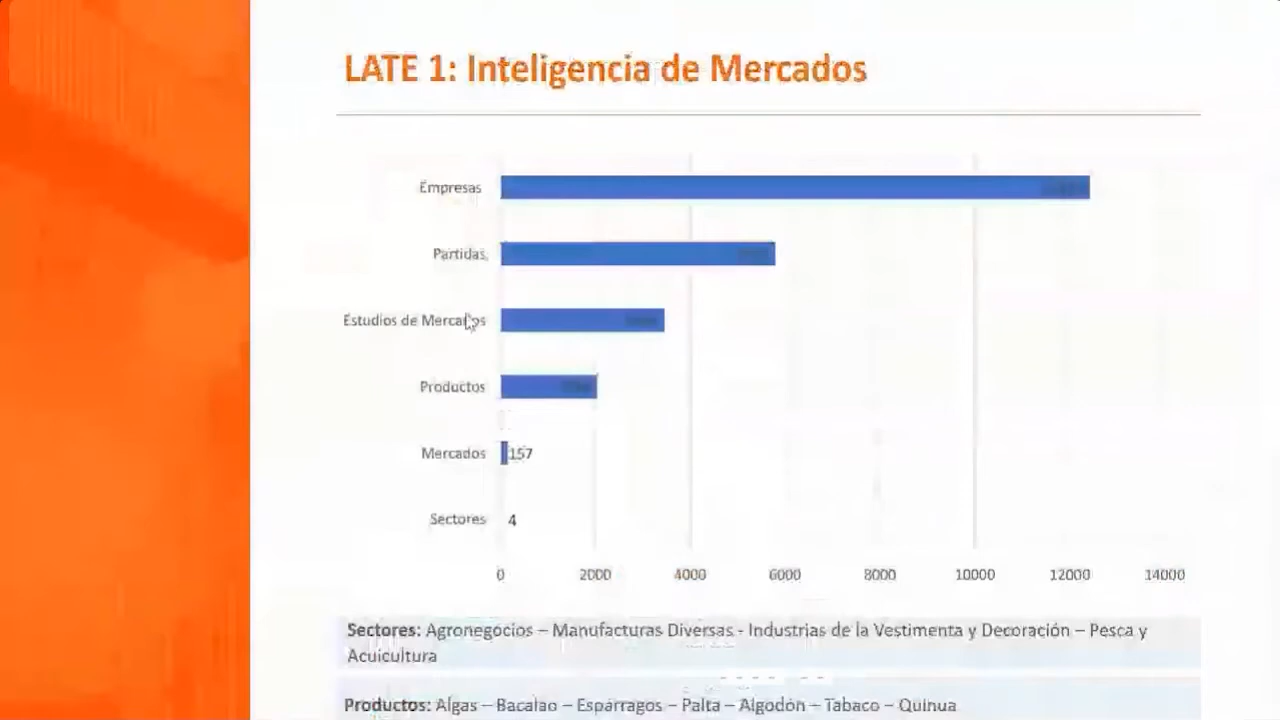 LATE 1: Inteligencia de Mercados
Empresas
Partidas
Estudios de Mercados
Productos
Mercados 157
Sectores 4
0 2000 4000 6000 8000 10000 12000 14000
Sectores: Agronegocios – Manufacturas Diversas - Industrias de la Vestimenta y Decoración – Pesca y
Acuicultura
Productos: Algas – Bacalao – Espárragos – Palta – Algodón – Tabaco – Quinua